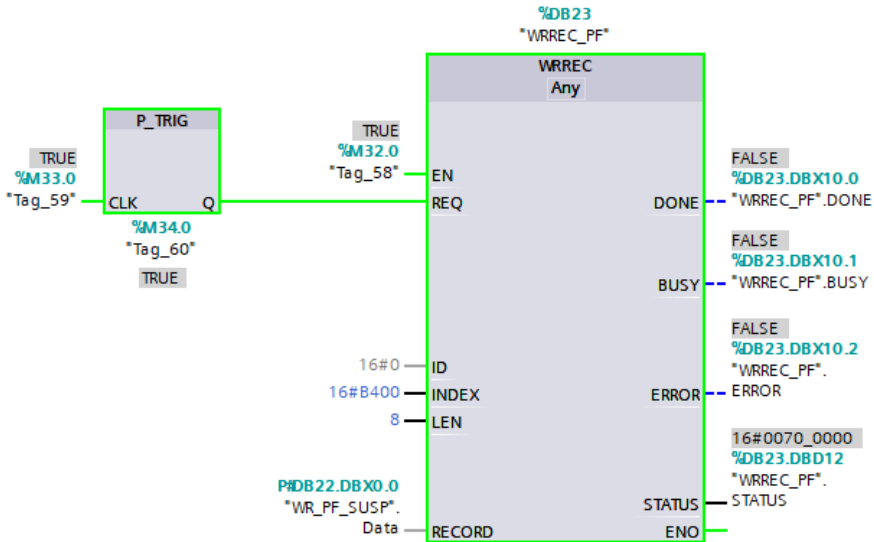 %DB23
"WRREC_PF"
WRREC
Any
P_TRIG
TRUE
%M33.0
"Tag_59"
CLK
Q
%M34.0
"Tag_60"
TRUE
TRUE
%M32.0
"Tag_58"
EN
REQ
16#0
ID
16#B400
INDEX
8
LEN
P#DB22.DBX0.0
"WR_PF_SUSP".
Data
RECORD
FALSE
%DB23.DBX10.0
DONE
"WRREC_PF".DONE
FALSE
%DB23.DBX10.1
BUSY
"WRREC_PF".BUSY
FALSE
%DB23.DBX10.2
"WRREC_PF".
ERROR
ERROR
16#0070_0000
%DB23.DBD12
"WRREC_PF".
STATUS
STATUS
ENO